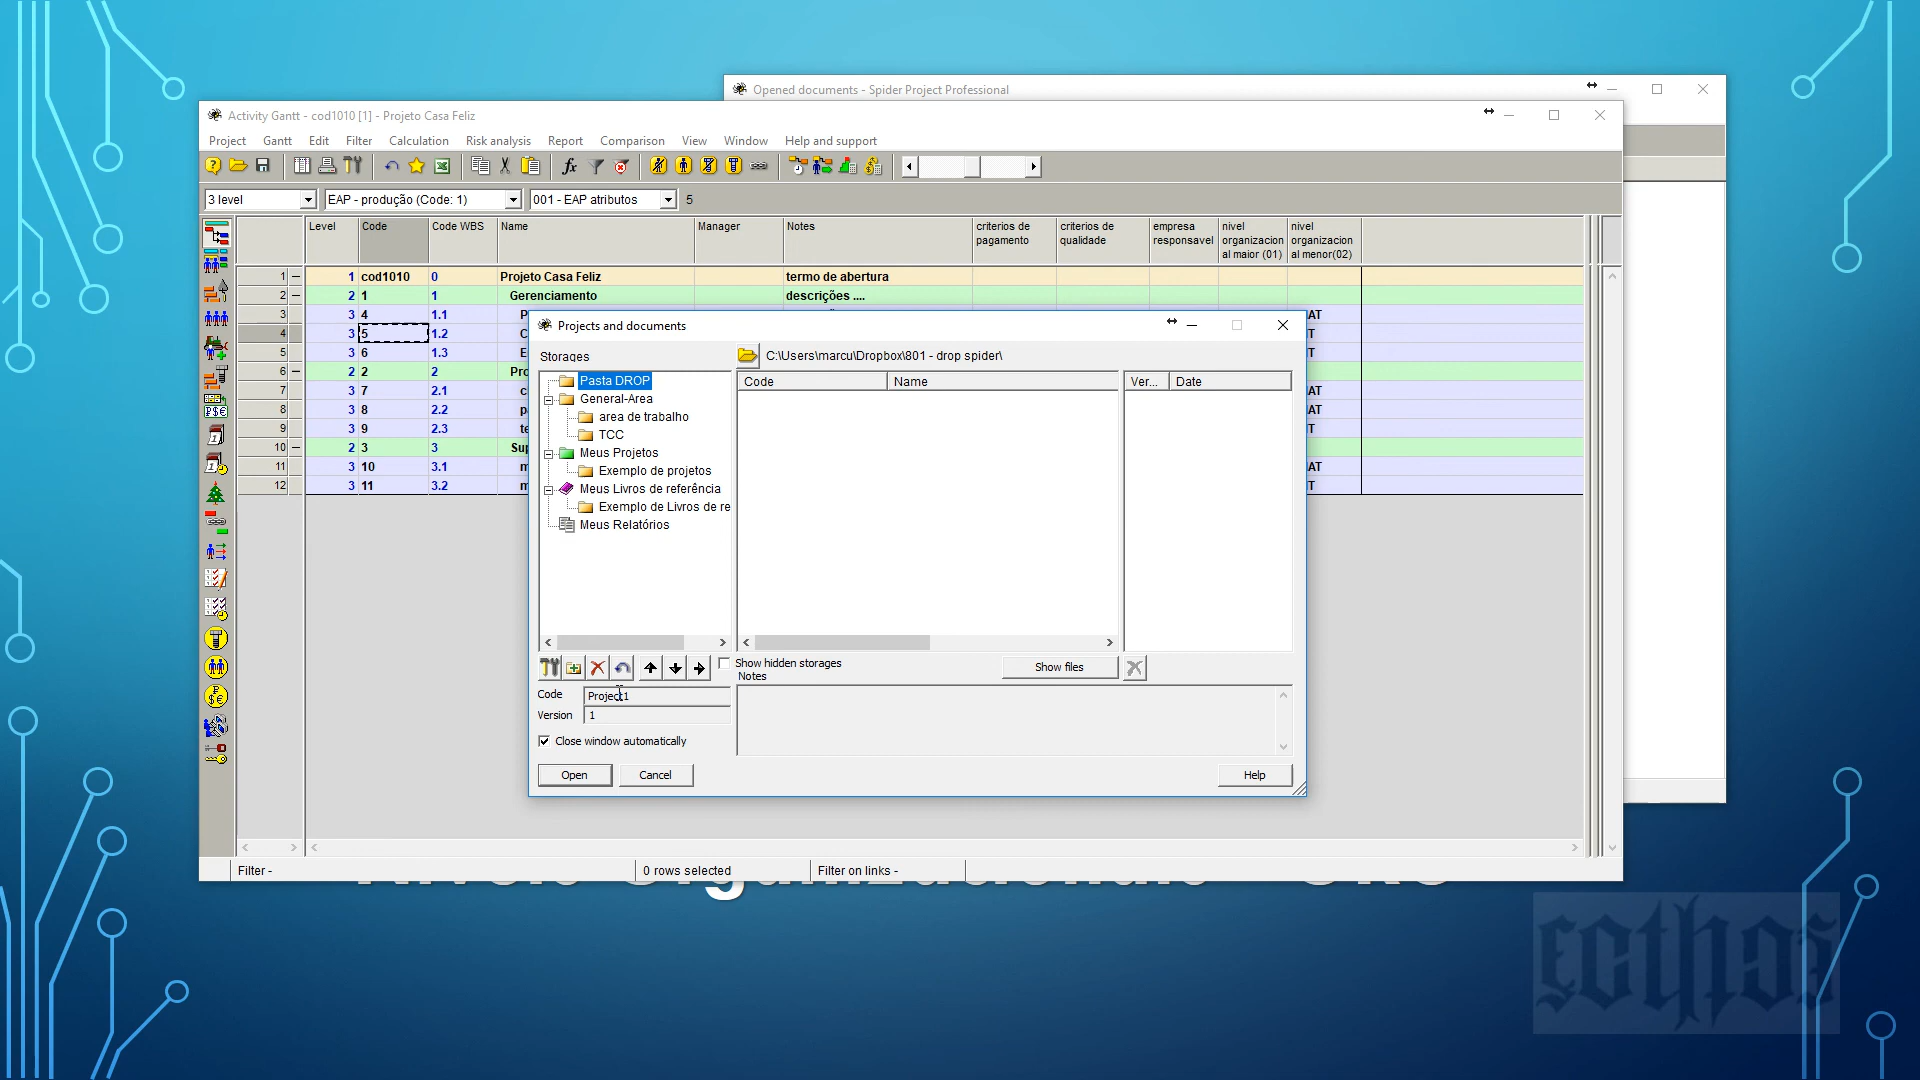 Opened documents - Spider Project Professional
Activity Gantt - cod1010 [1] - Projeto Casa Feliz
Project Gantt Edit Filter Calculation Risk analysis Report Comparison View Window Help and support
3 level EAP - produção (Code: 1) 001 - EAP atributos 5
Level Code Code WBS Name Manager Notes criterios de pagamento criterios de qualidade empresa responsavel nivel organizacional maior (01) nivel organizacional menor(02)
1 1 cod1010 0 Projeto Casa Feliz termo de abertura
2 2 1 1 Gerenciamento descrições ....
3 3 4 1.1
4 3 5 1.2
5 3 6 1.3
6 2 2 2
7 3 7 2.1
8 3 8 2.2
9 3 9 2.3
10 2 3 3
11 3 10 3.1
12 3 11 3.2
Projects and documents
Storages C:\Users\marcu\Dropbox\801 - drop spider\
Pasta DROP
General-Area
area de trabalho
TCC
Meus Projetos
Exemplo de projetos
Meus Livros de referência
Exemplo de Livros de re
Meus Relatórios
Code Name Ver... Date
Show hidden storages Show files
Notes
Code Project1
Version 1
Close window automatically
Open Cancel Help
Filter - 0 rows selected Filter on links -